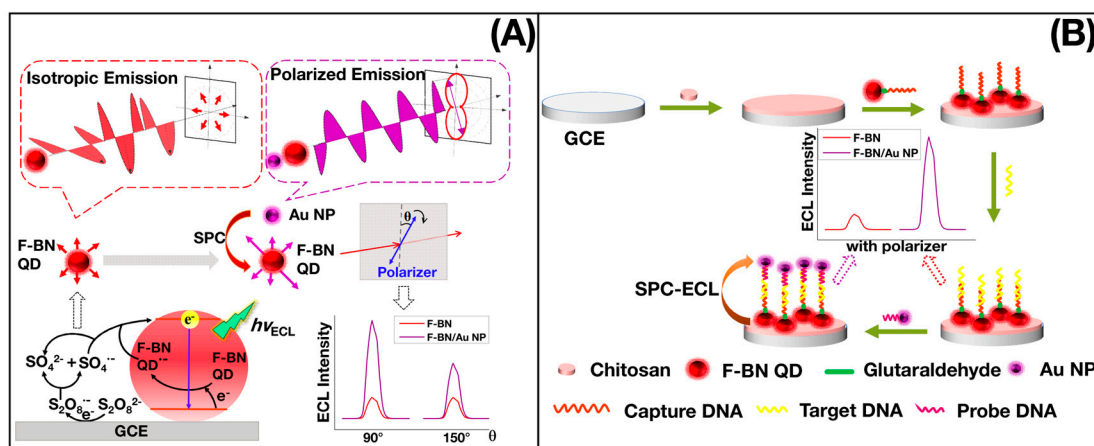 (A)
Isotropic Emission
Polarized Emission
Au NP
SPC
F-BN
QD
F-BN
QD
θ
Polarizer
hνECL
e-
F-BN
QD•-
F-BN
QD
SO₄²⁻ + SO₄•⁻
S₂O₈•⁻
S₂O₈²⁻
e-
e-
GCE
ECL Intensity
F-BN
F-BN/Au NP
90°
150°
θ
(B)
GCE
ECL Intensity
F-BN
F-BN/Au NP
with polarizer
SPC-ECL
Chitosan
F-BN QD
Glutaraldehyde
Au NP
Capture DNA
Target DNA
Probe DNA